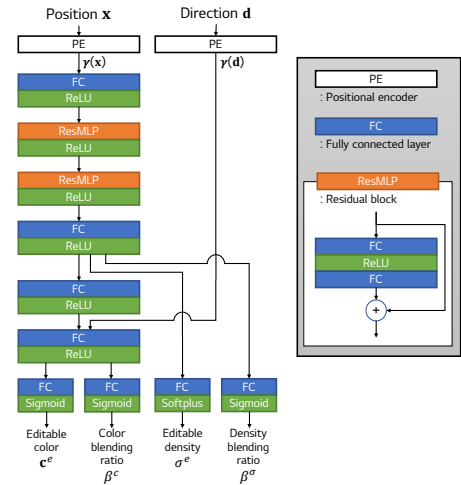 Position x
Direction d
PE
PE
γ(x)
γ(d)
FC
ReLU
ResMLP
ReLU
ResMLP
ReLU
FC
ReLU
FC
ReLU
FC
ReLU
FC
Sigmoid
FC
Sigmoid
FC
Softplus
FC
Sigmoid
Editable
color
c^e
Color
blending
ratio
β^c
Editable
density
σ^e
Density
blending
ratio
β^σ
PE
: Positional encoder
FC
: Fully connected layer
ResMLP
: Residual block
FC
ReLU
FC
+